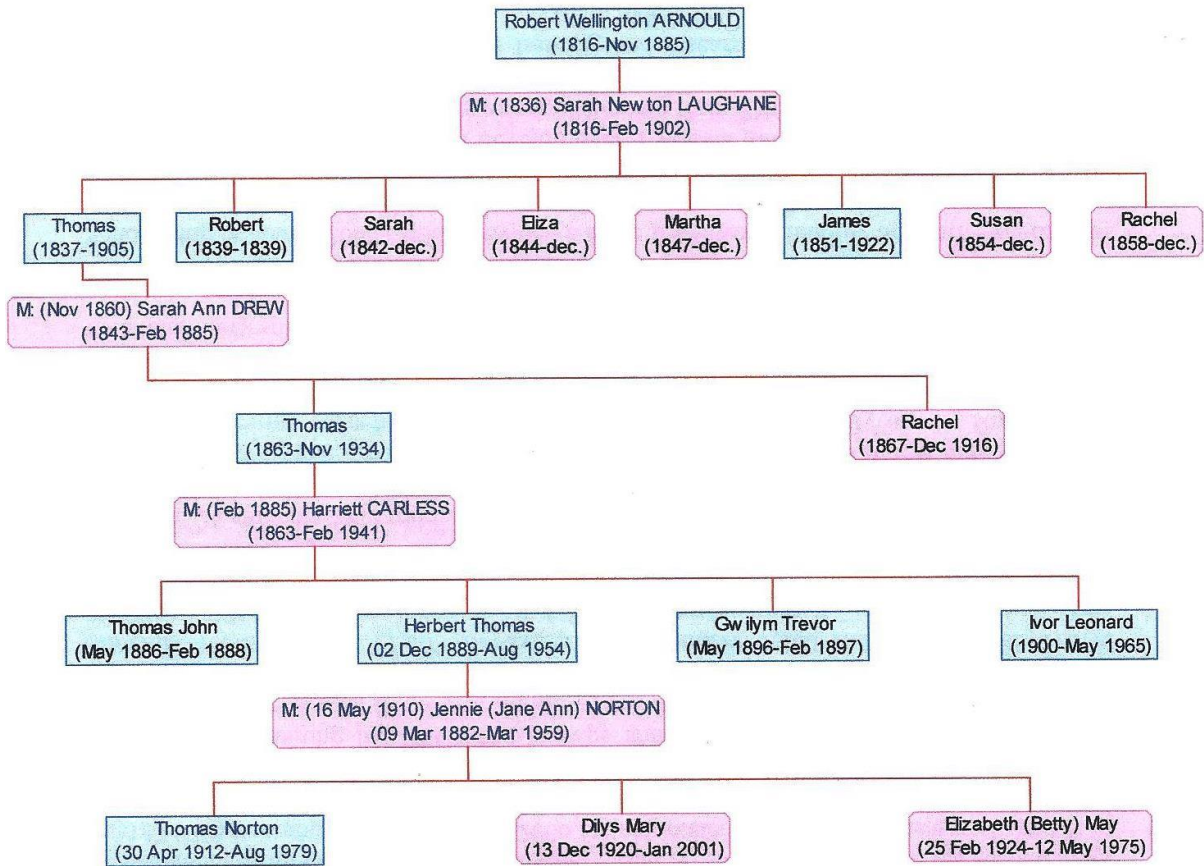 Robert Wellington ARNOULD
(1816-Nov 1885)
M: (1836) Sarah Newton LAUGHANE
(1816-Feb 1902)
Thomas
(1837-1905)
Robert
(1839-1839)
Sarah
(1842-dec.)
Eliza
(1844-dec.)
Martha
(1847-dec.)
James
(1851-1922)
Susan
(1854-dec.)
Rachel
(1858-dec.)
M: (Nov 1860) Sarah Ann DREW
(1843-Feb 1885)
Thomas
(1863-Nov 1934)
Rachel
(1867-Dec 1916)
M: (Feb 1885) Harriett CARLESS
(1863-Feb 1941)
Thomas John
(May 1886-Feb 1888)
Herbert Thomas
(02 Dec 1889-Aug 1954)
Gwilym Trevor
(May 1896-Feb 1897)
Ivor Leonard
(1900-May 1965)
M: (16 May 1910) Jennie (Jane Ann) NORTON
(09 Mar 1882-Mar 1959)
Thomas Norton
(30 Apr 1912-Aug 1979)
Dilys Mary
(13 Dec 1920-Jan 2001)
Elizabeth (Betty) May
(25 Feb 1924-12 May 1975)